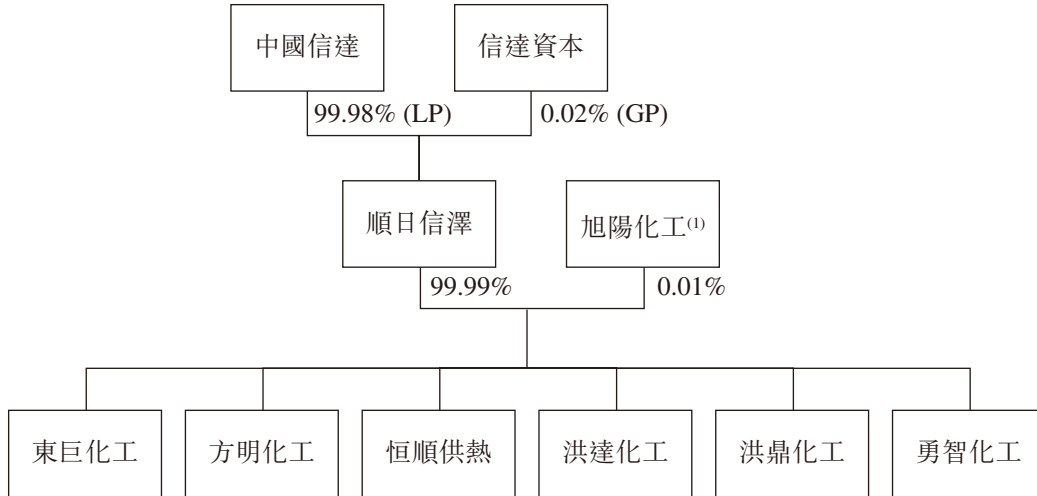 中國信達
信達資本
99.98% (LP)
0.02% (GP)
順日信澤
旭陽化工(1)
99.99%
0.01%
東巨化工
方明化工
恒順供熱
洪達化工
洪鼎化工
勇智化工